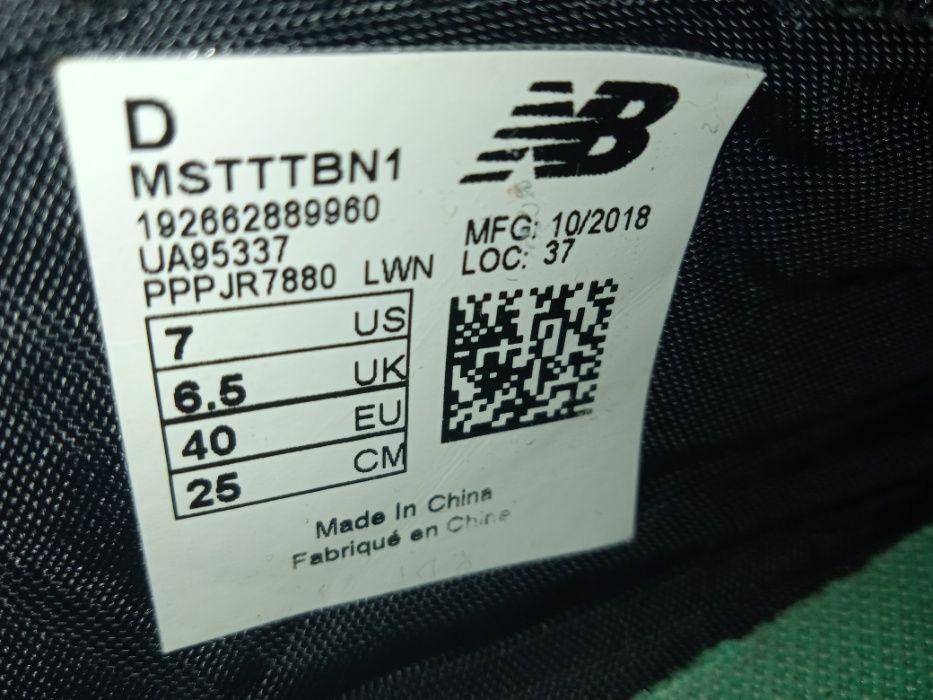 D
NB
MSTTTBN1
192662889960
UA95337
PPPJR7880 LWN
MFG: 10/2018
LOC: 37
7 US
6.5 UK
40 EU
25 CM
Made In China
Fabriqué en Chine